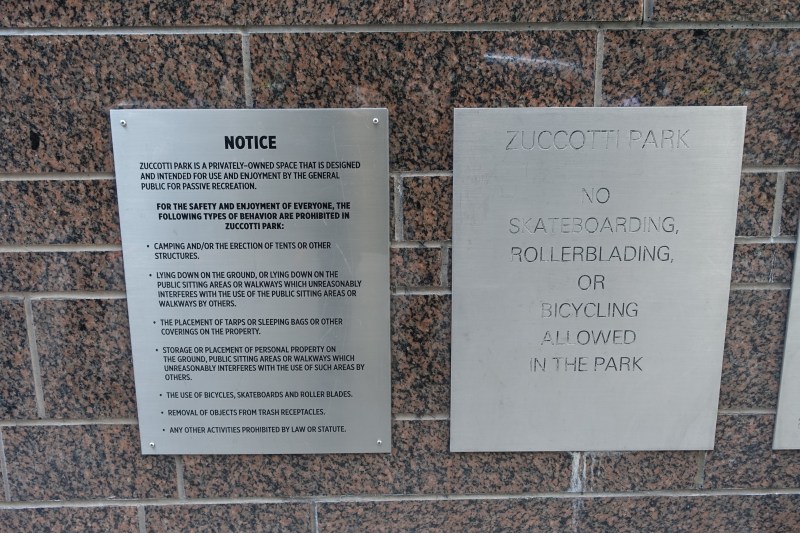 NOTICE
ZUCCOTTI PARK IS A PRIVATELY-OWNED SPACE THAT IS DESIGNED
AND INTENDED FOR USE AND ENJOYMENT BY THE GENERAL
PUBLIC FOR PASSIVE RECREATION.
FOR THE SAFETY AND ENJOYMENT OF EVERYONE, THE
FOLLOWING TYPES OF BEHAVIOR ARE PROHIBITED IN
ZUCCOTTI PARK:
• CAMPING AND/OR THE ERECTION OF TENTS OR OTHER
STRUCTURES.
• LYING DOWN ON THE GROUND, OR LYING DOWN ON THE
PUBLIC SITTING AREAS OR WALKWAYS WHICH UNREASONABLY
INTERFERES WITH THE USE OF THE PUBLIC SITTING AREAS OR
WALKWAYS BY OTHERS.
• THE PLACEMENT OF TARPS OR SLEEPING BAGS OR OTHER
COVERINGS ON THE PROPERTY.
• STORAGE OR PLACEMENT OF PERSONAL PROPERTY ON
THE GROUND, PUBLIC SITTING AREAS OR WALKWAYS WHICH
UNREASONABLY INTERFERES WITH THE USE OF SUCH AREAS BY
OTHERS.
• THE USE OF BICYCLES, SKATEBOARDS AND ROLLER BLADES.
• REMOVAL OF OBJECTS FROM TRASH RECEPTACLES.
• ANY OTHER ACTIVITIES PROHIBITED BY LAW OR STATUTE.
ZUCCOTTI PARK
NO
SKATEBOARDING,
ROLLERBLADING,
OR
BICYCLING
ALLOWED
IN THE PARK